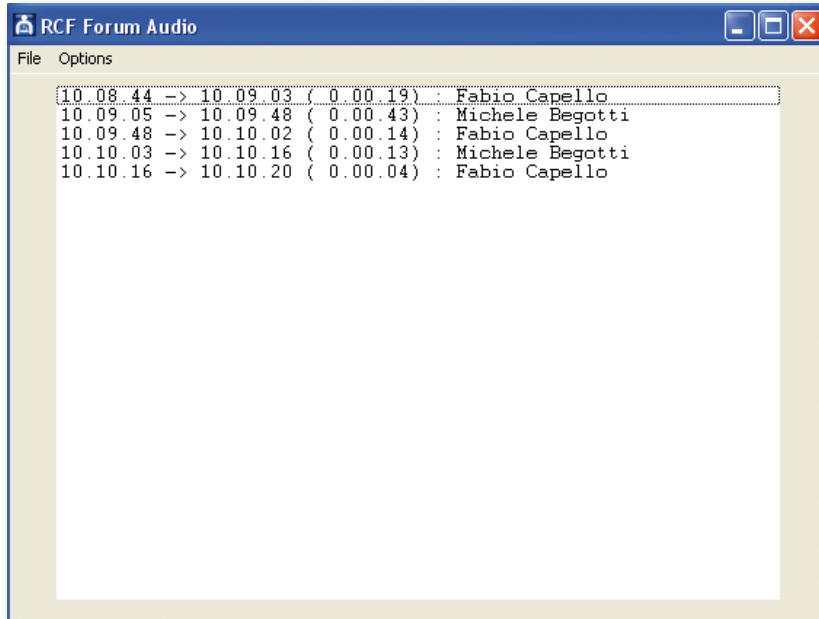 RCF Forum Audio
File Options
10.08.44 -> 10.09.03 ( 0.00.19) : Fabio Capello
10.09.05 -> 10.09.48 ( 0.00.43) : Michele Begotti
10.09.48 -> 10.10.02 ( 0.00.14) : Fabio Capello
10.10.03 -> 10.10.16 ( 0.00.13) : Michele Begotti
10.10.16 -> 10.10.20 ( 0.00.04) : Fabio Capello